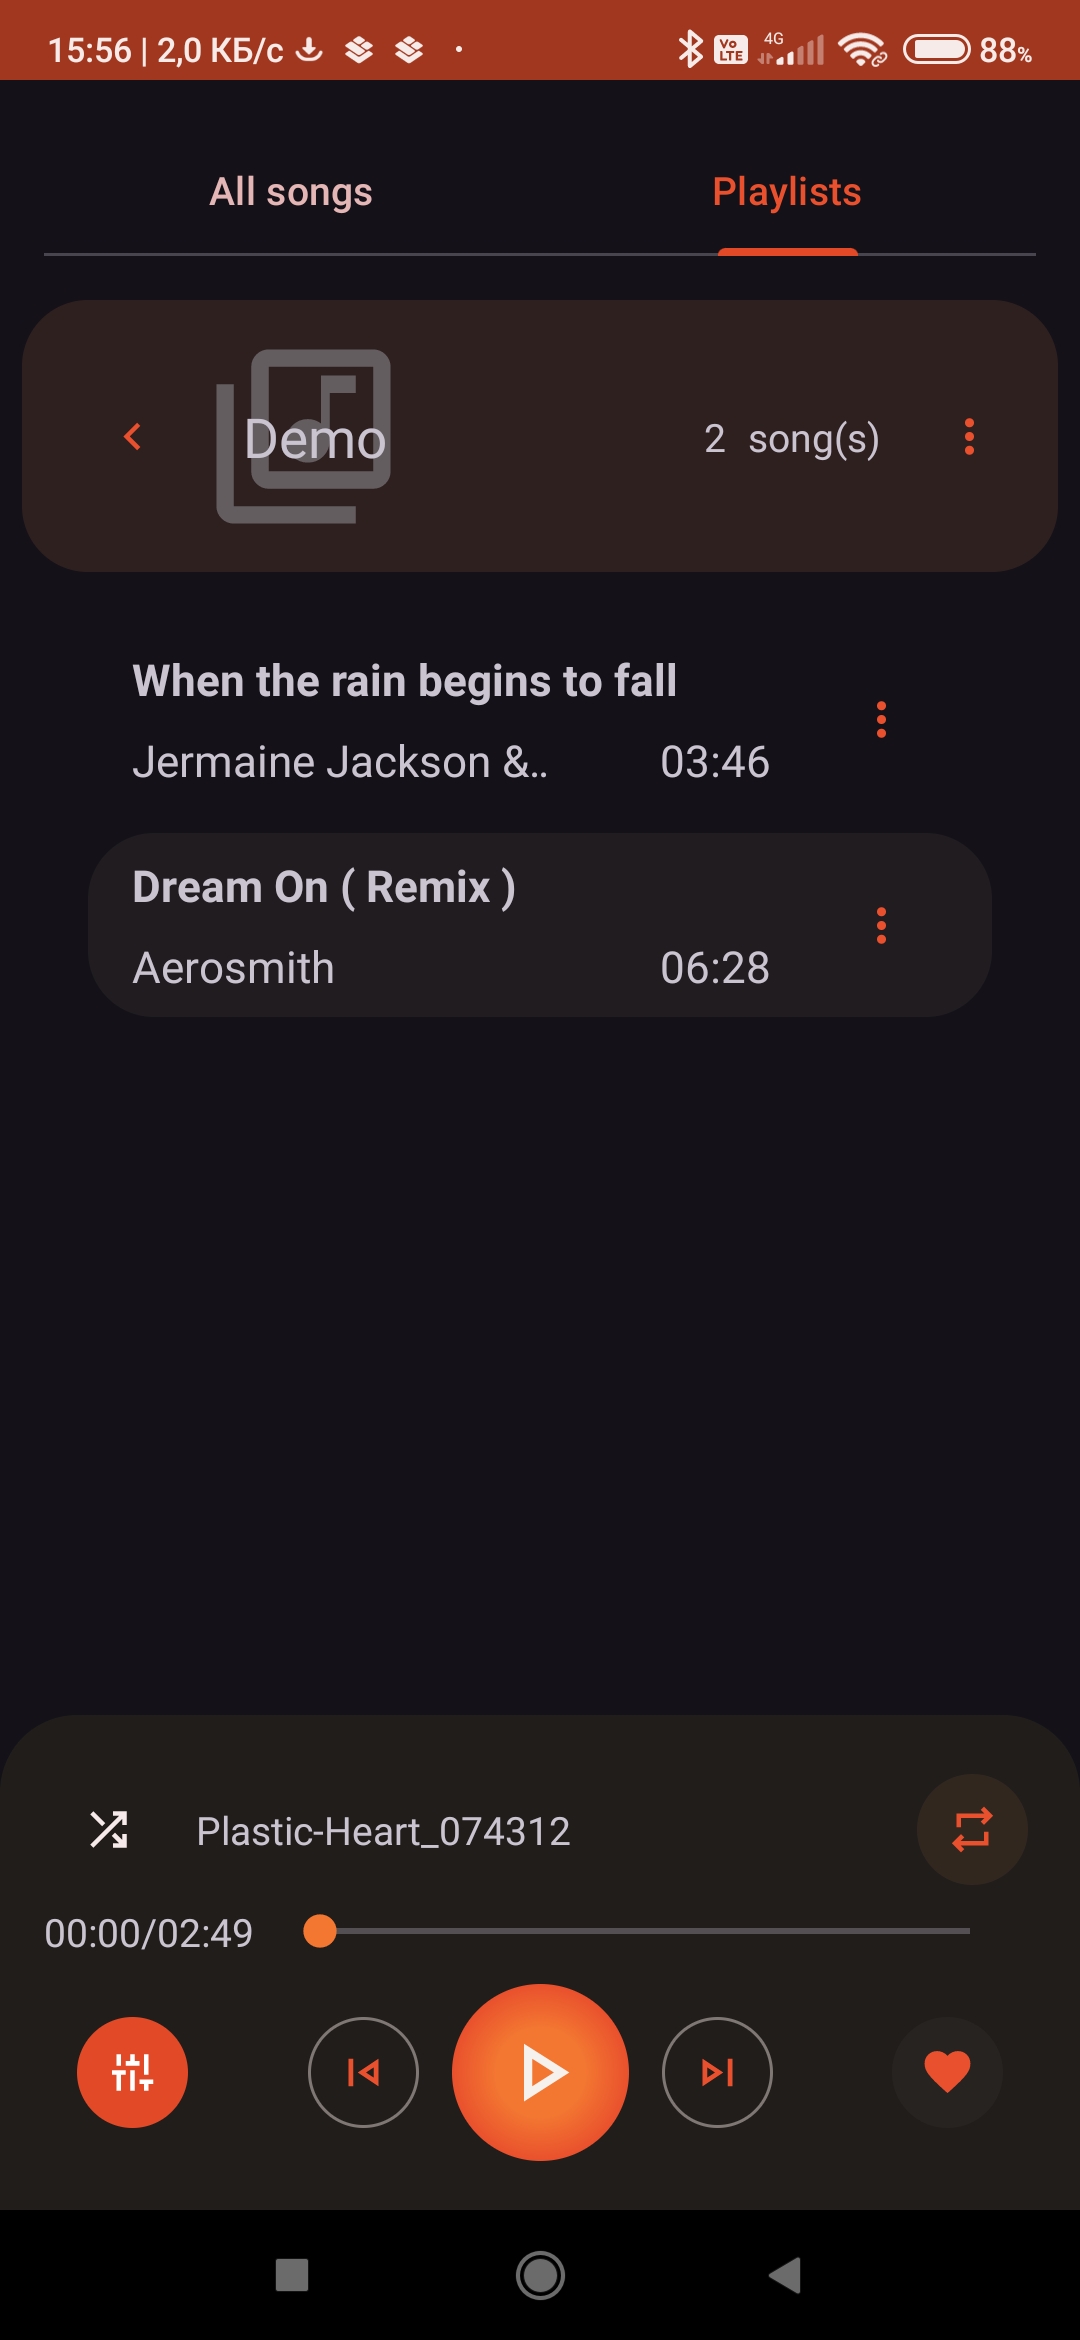 15:56 | 2,0 КБ/с
Vo LTE 4G 88%
All songs Playlists
Demo 2 song(s)
When the rain begins to fall
Jermaine Jackson &.. 03:46
Dream On ( Remix )
Aerosmith 06:28
Plastic-Heart_074312
00:00/02:49